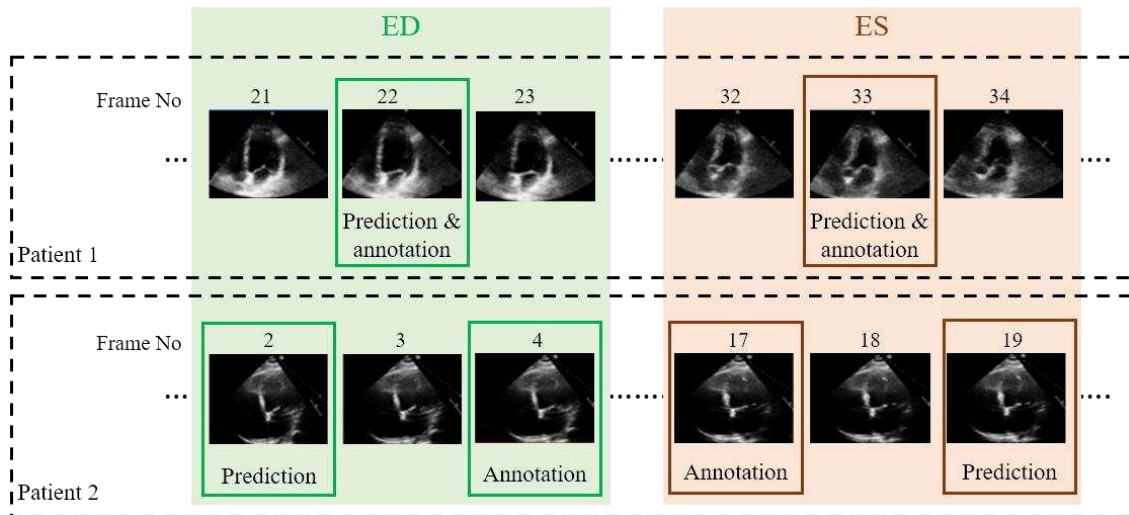 ED ES
Frame No 21 22 23 32 33 34
... ...... ....
Prediction & Prediction &
annotation annotation
Patient 1
Frame No 2 3 4 17 18 19
... ...... ....
Prediction Annotation Annotation Prediction
Patient 2